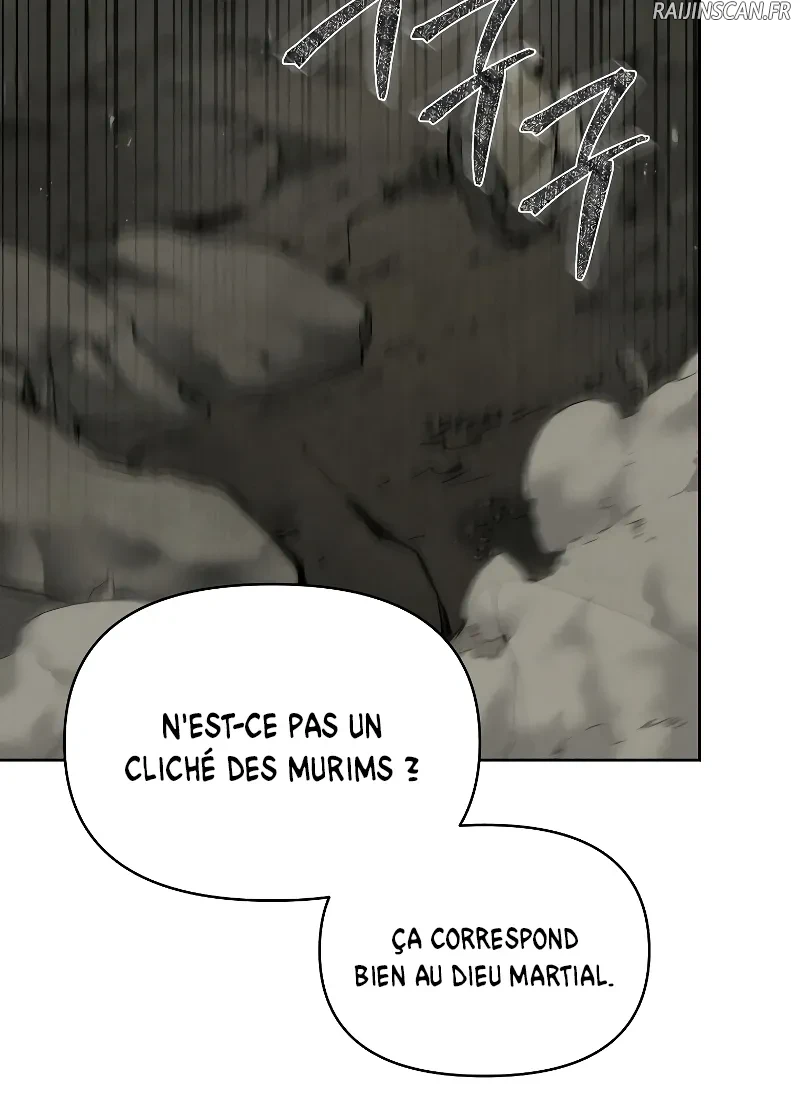 RAIJINSCAN.FR
N'EST-CE PAS UN
CLICHÉ DES MURIMS ?
ÇA CORRESPOND
BIEN AU DIEU MARTIAL.